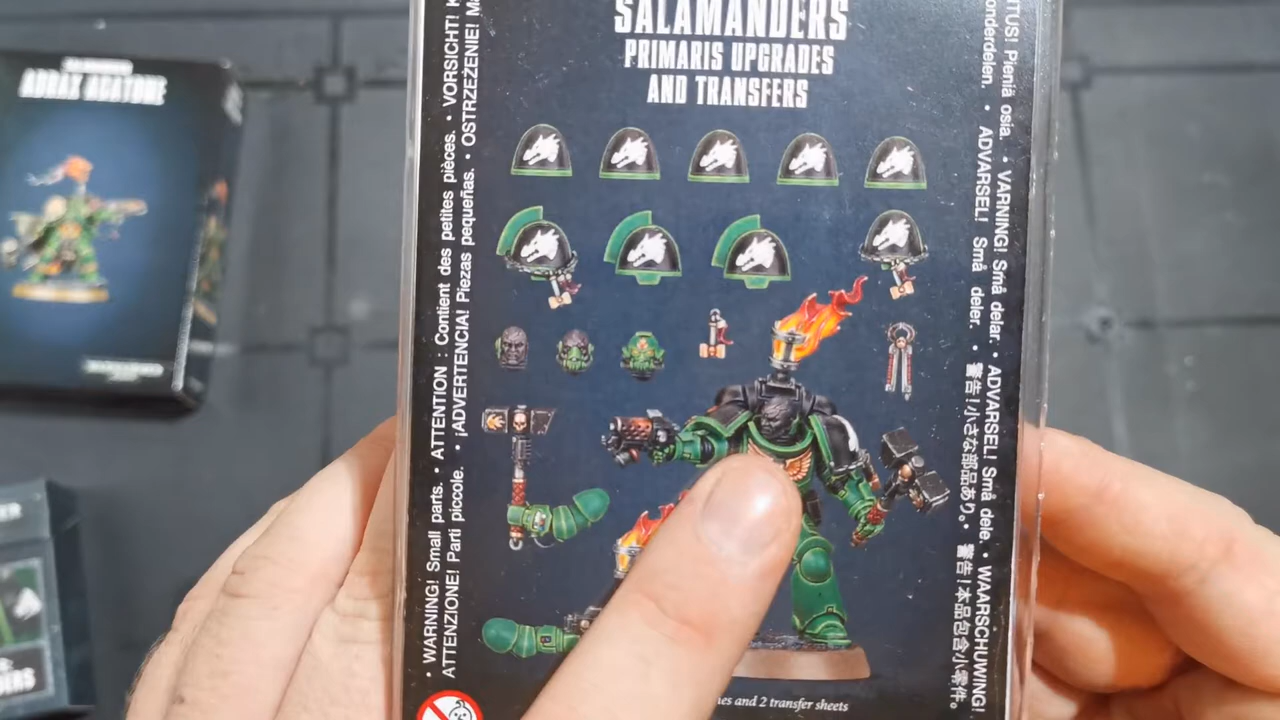 SALAMANDERS
PRIMARIS UPGRADES
AND TRANSFERS
ADRAX AGATONE
• WARNING! Small parts. • ATTENTION : Contient des petites pièces. • VORSICHT!
ATTENZIONE! Parti piccole. • ¡ADVERTENCIA! Piezas pequeñas. • OSTRZEŻENIE!
Pieniä osia. • VARNING! Små delar. • ADVARSEL! Små dele. • WAARSCHUWING!
onderdelen. • ADVARSEL! Små deler. • 警告!小さな部品あり。• 警告!本品包含小零件。
and 2 transfer sheets